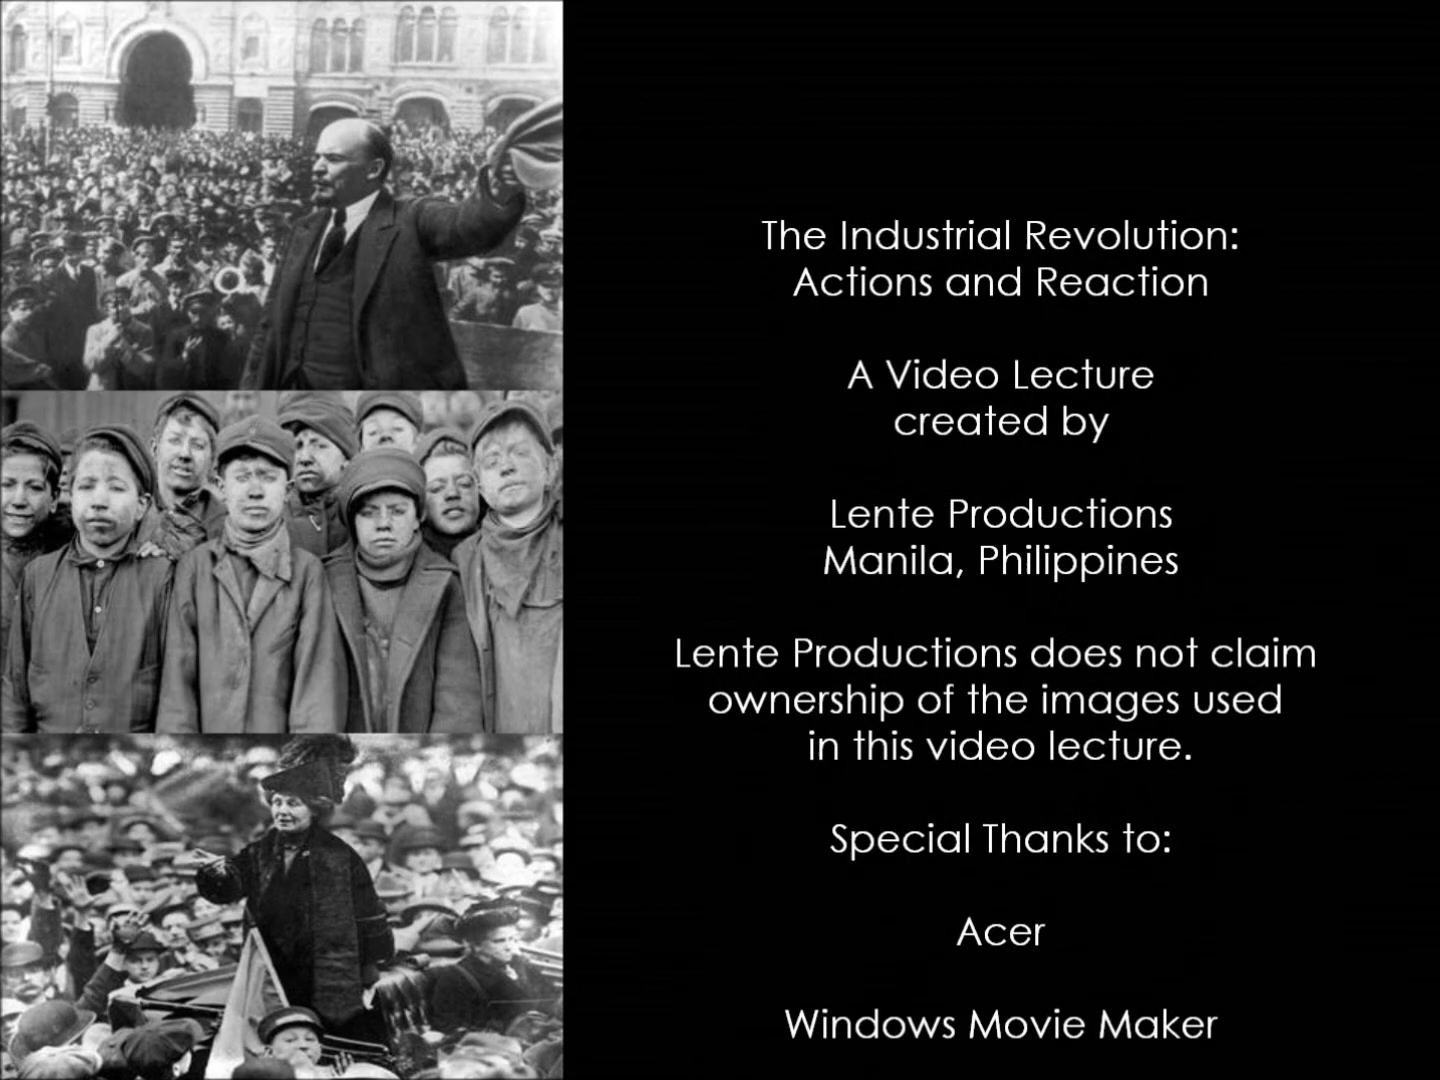 The Industrial Revolution:
Actions and Reaction
A Video Lecture
created by
Lente Productions
Manila, Philippines
Lente Productions does not claim
ownership of the images used
in this video lecture.
Special Thanks to:
Acer
Windows Movie Maker